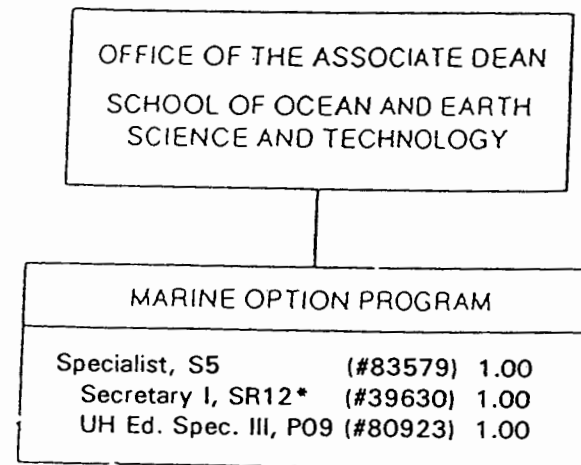 OFFICE OF THE ASSOCIATE DEAN
SCHOOL OF OCEAN AND EARTH
SCIENCE AND TECHNOLOGY
MARINE OPTION PROGRAM
Specialist, S5 (#83579) 1.00
Secretary I, SR12* (#39630) 1.00
UH Ed. Spec. III, P09 (#80923) 1.00